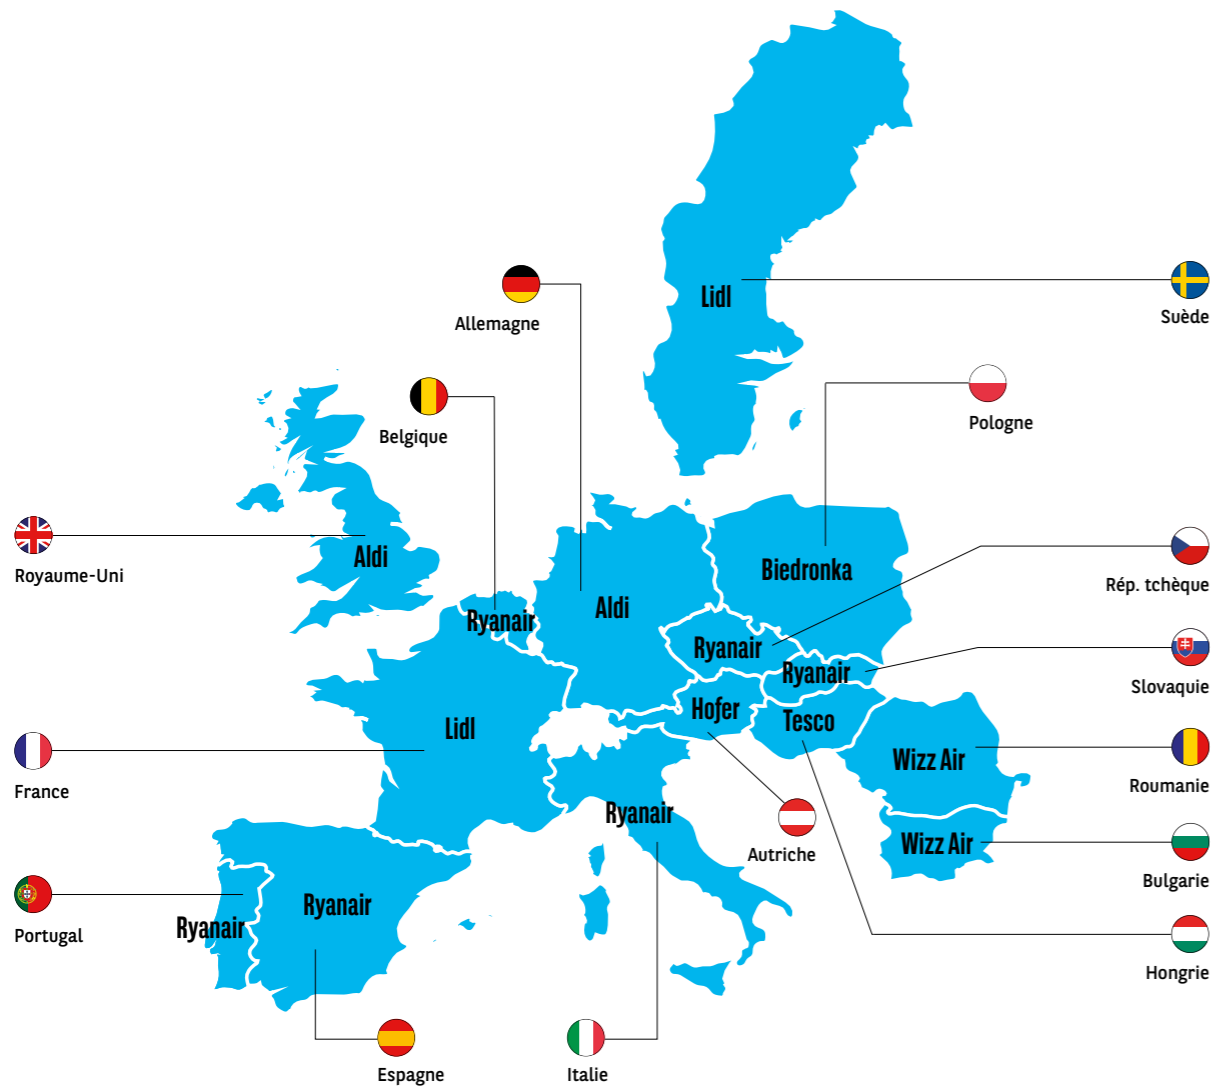 Lidl
Suède
Allemagne
Pologne
Belgique
Aldi
Royaume-Uni
Biedronka
Rép. tchèque
Aldi
Ryanair
Ryanair
Ryanair
Slovaquie
Hofer
Tesco
Lidl
Wizz Air
Roumanie
France
Ryanair
Autriche
Wizz Air
Bulgarie
Ryanair
Ryanair
Portugal
Hongrie
Espagne
Italie